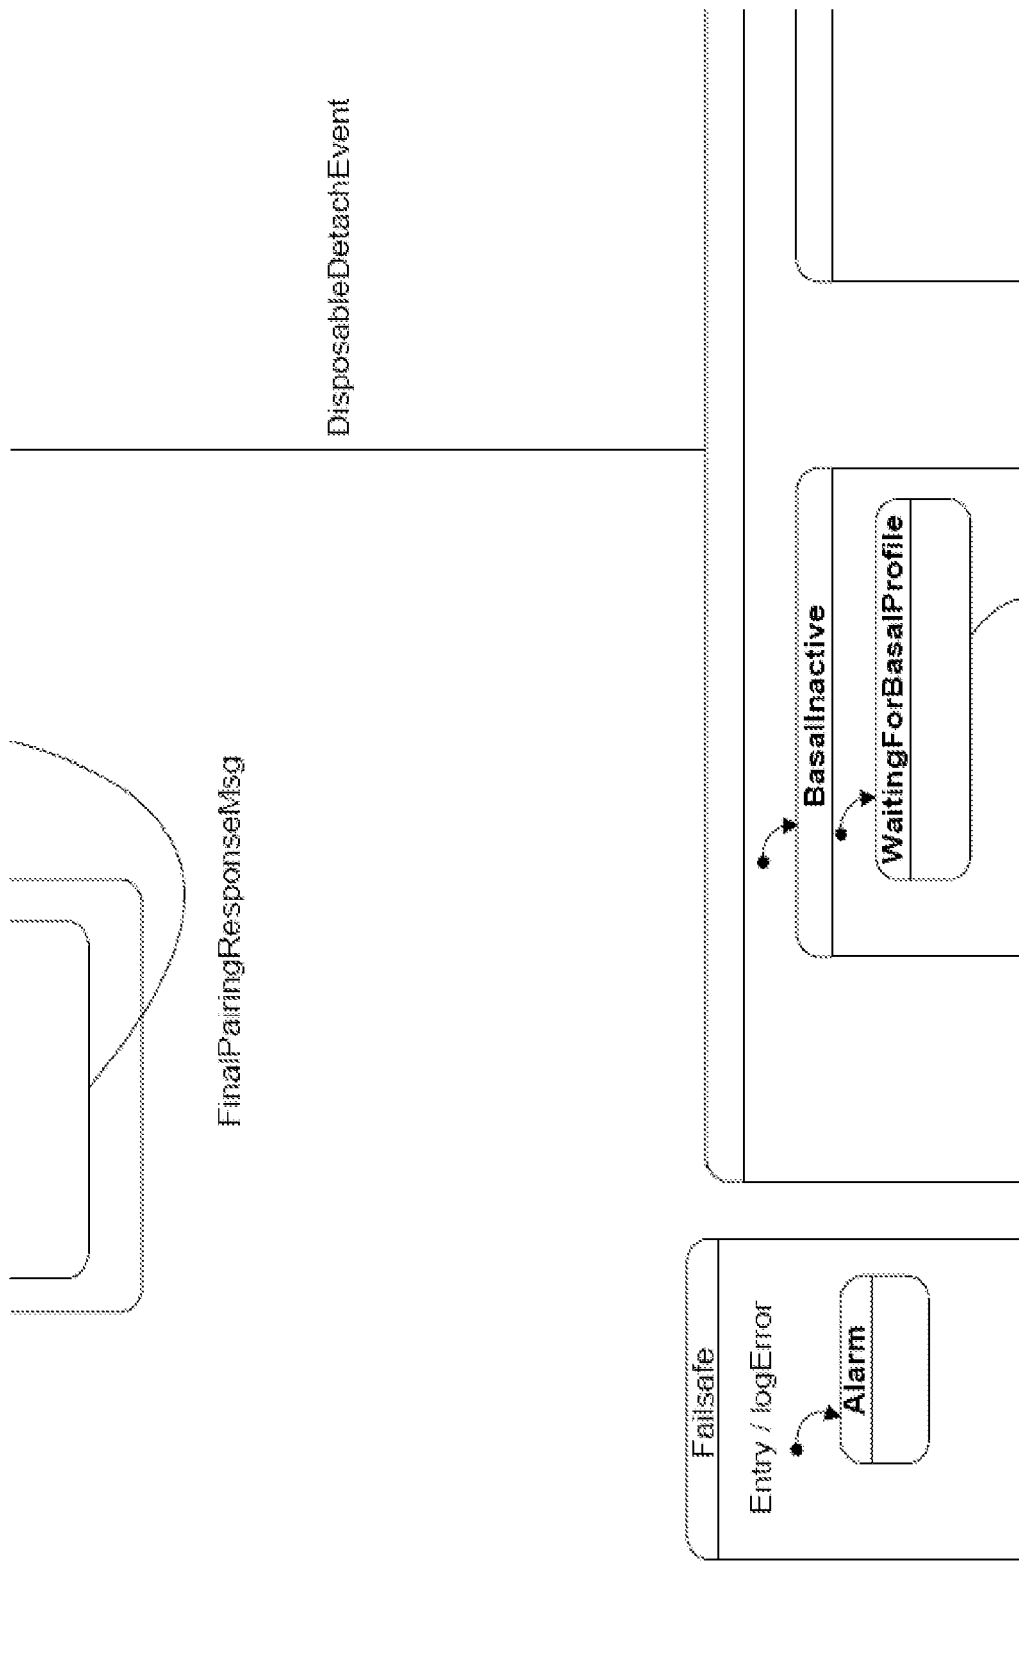 FinalPairingResponseMsg
DisposableDetachEvent
Failsafe
Entry / logError
Alarm
BasalInactive
WaitingForBasalProfile